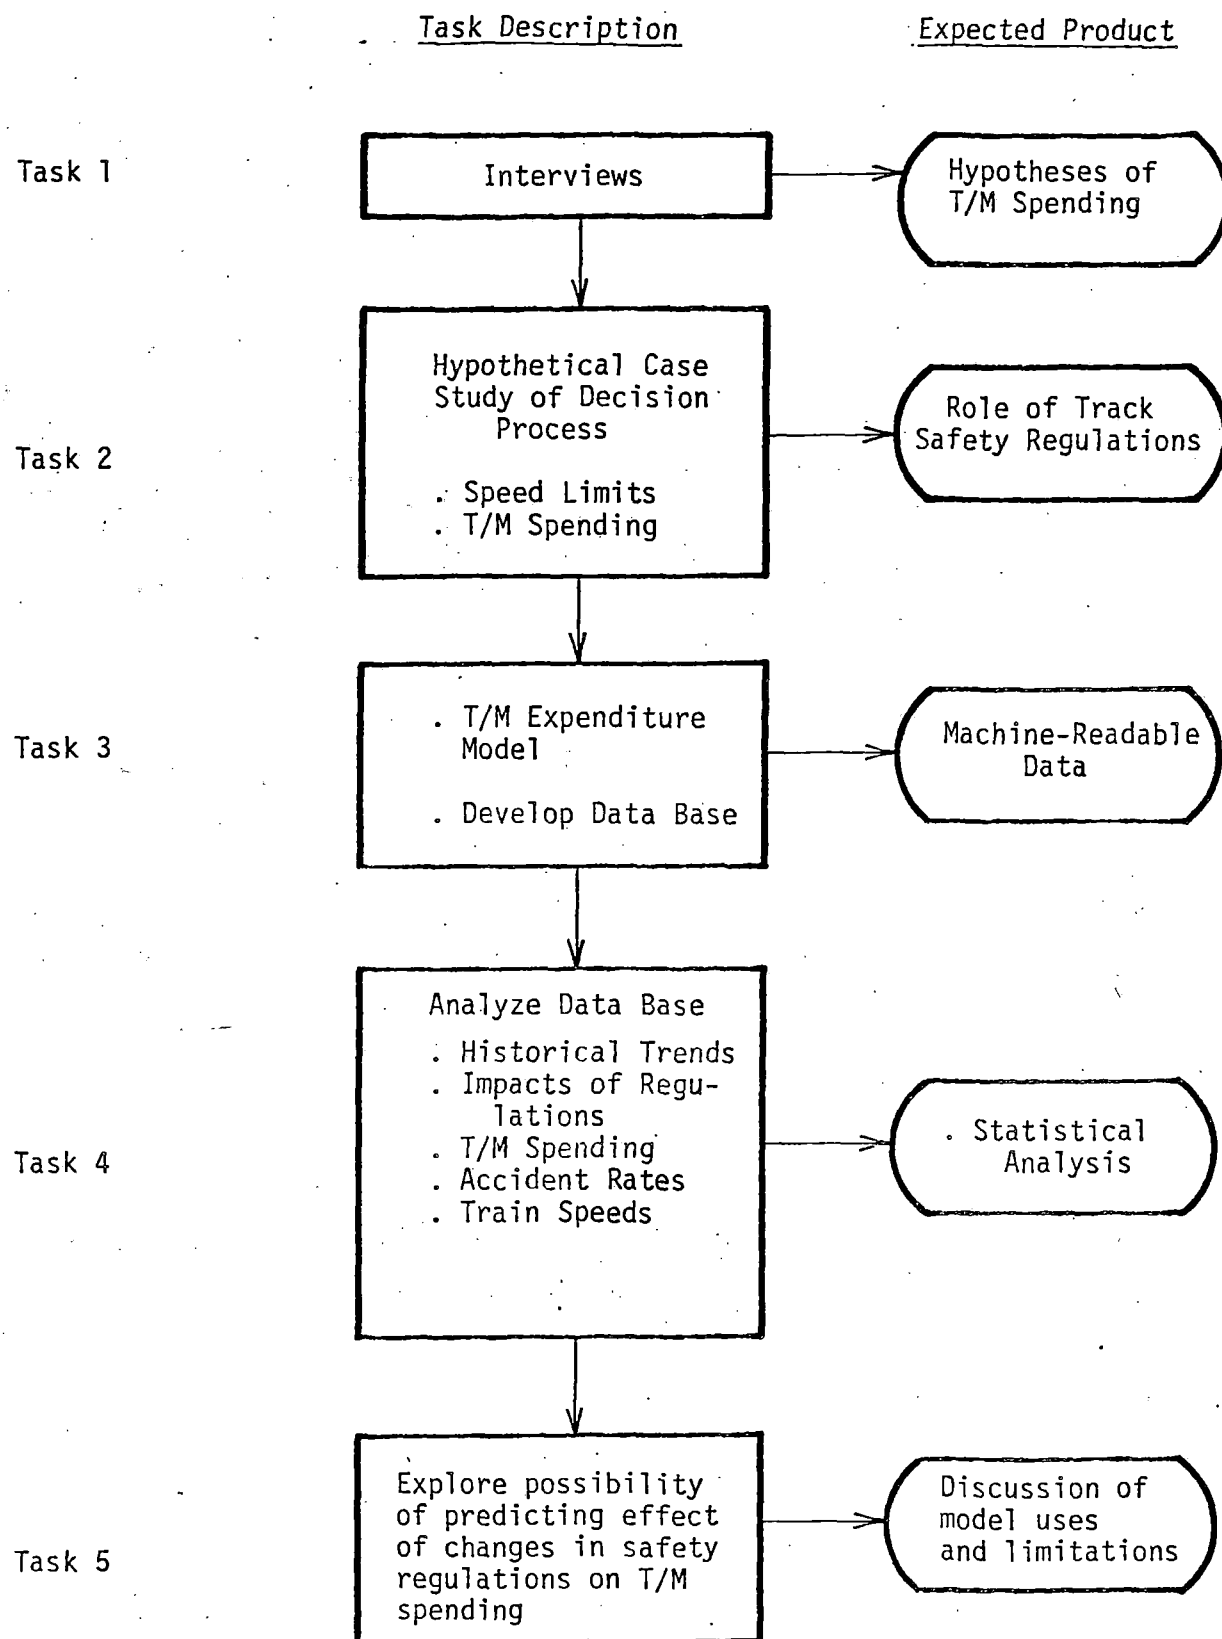 Task Description
Expected Product
Task 1
Interviews
Hypotheses of
T/M Spending
Task 2
Hypothetical Case
Study of Decision
Process
. Speed Limits
. T/M Spending
Role of Track
Safety Regulations
Task 3
. T/M Expenditure
Model
. Develop Data Base
Machine-Readable
Data
Task 4
Analyze Data Base
. Historical Trends
. Impacts of Regu-
lations
. T/M Spending
. Accident Rates
. Train Speeds
. Statistical
Analysis
Task 5
Explore possibility
of predicting effect
of changes in safety
regulations on T/M
spending
Discussion of
model uses
and limitations